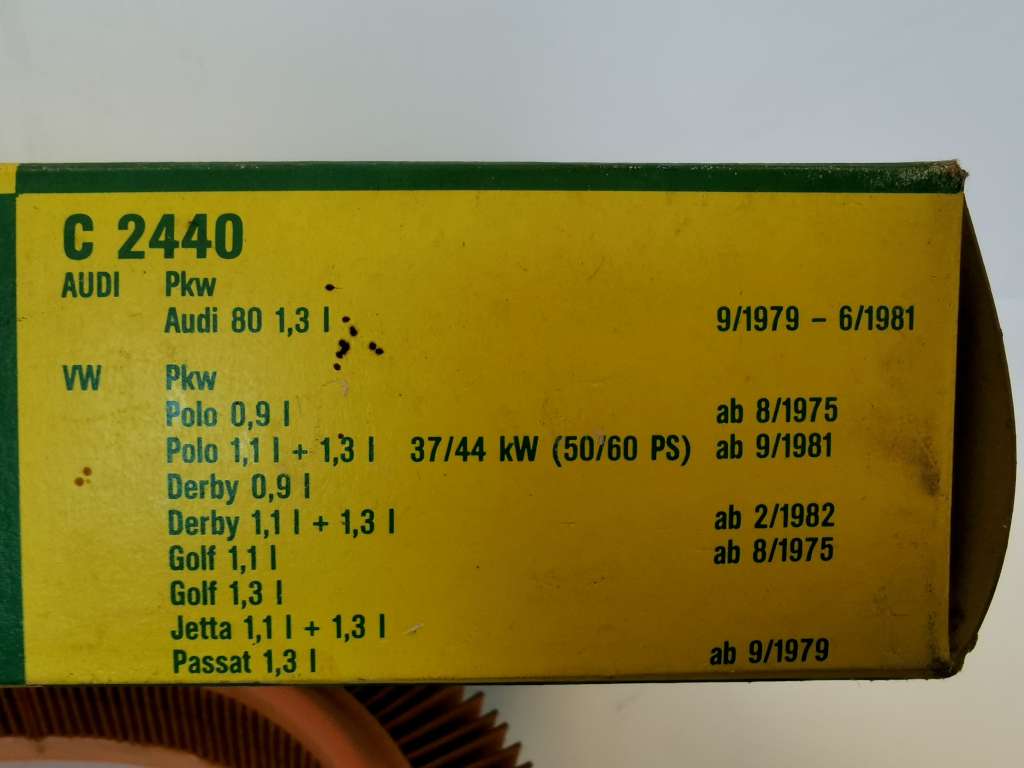 C 2440
AUDI Pkw
Audi 80 1,3 l 9/1979 – 6/1981
VW Pkw
Polo 0,9 l ab 8/1975
Polo 1,1 l + 1,3 l 37/44 kW (50/60 PS) ab 9/1981
Derby 0,9 l
Derby 1,1 l + 1,3 l ab 2/1982
Golf 1,1 l ab 8/1975
Golf 1,3 l
Jetta 1,1 l + 1,3 l
Passat 1,3 l ab 9/1979